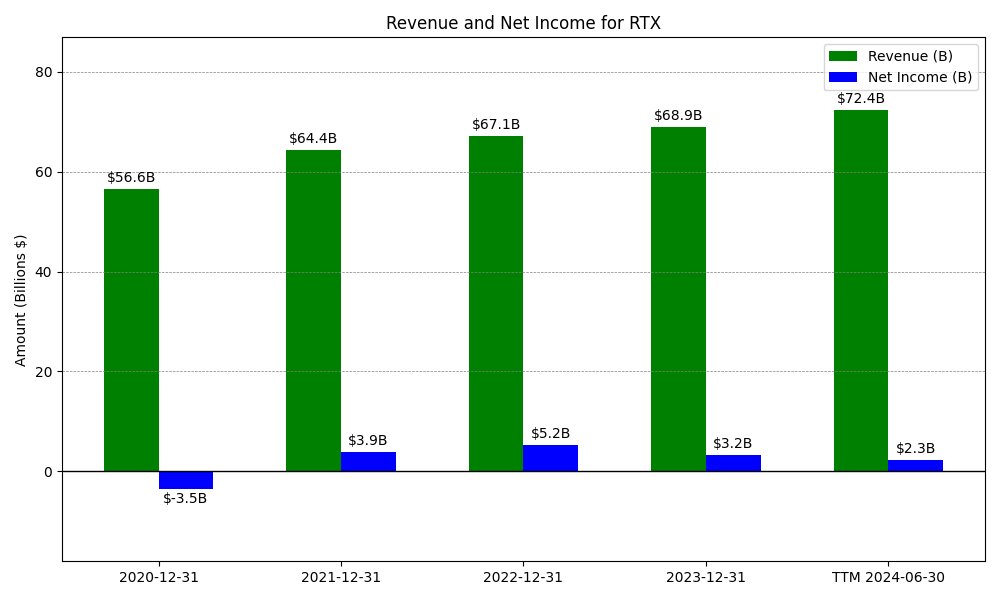 Revenue and Net Income for RTX
Revenue (B)
Net Income (B)
Amount (Billions $)
80
60
40
20
0
$56.6B
$64.4B
$67.1B
$68.9B
$72.4B
$-3.5B
$3.9B
$5.2B
$3.2B
$2.3B
2020-12-31
2021-12-31
2022-12-31
2023-12-31
TTM 2024-06-30